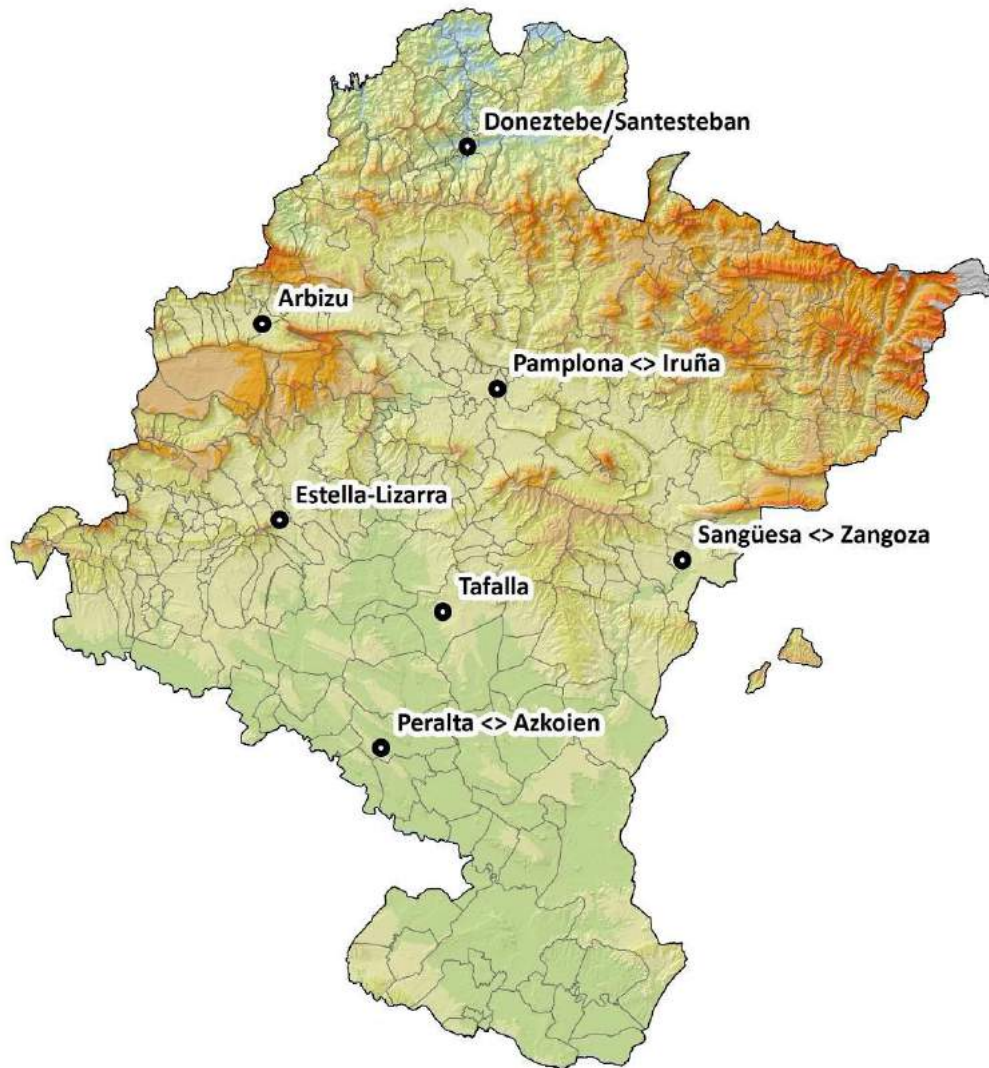 Doneztebe/Santesteban
Arbizu
Pamplona <> Iruña
Estella-Lizarra
Sangüesa <> Zangoza
Tafalla
Peralta <> Azkoien